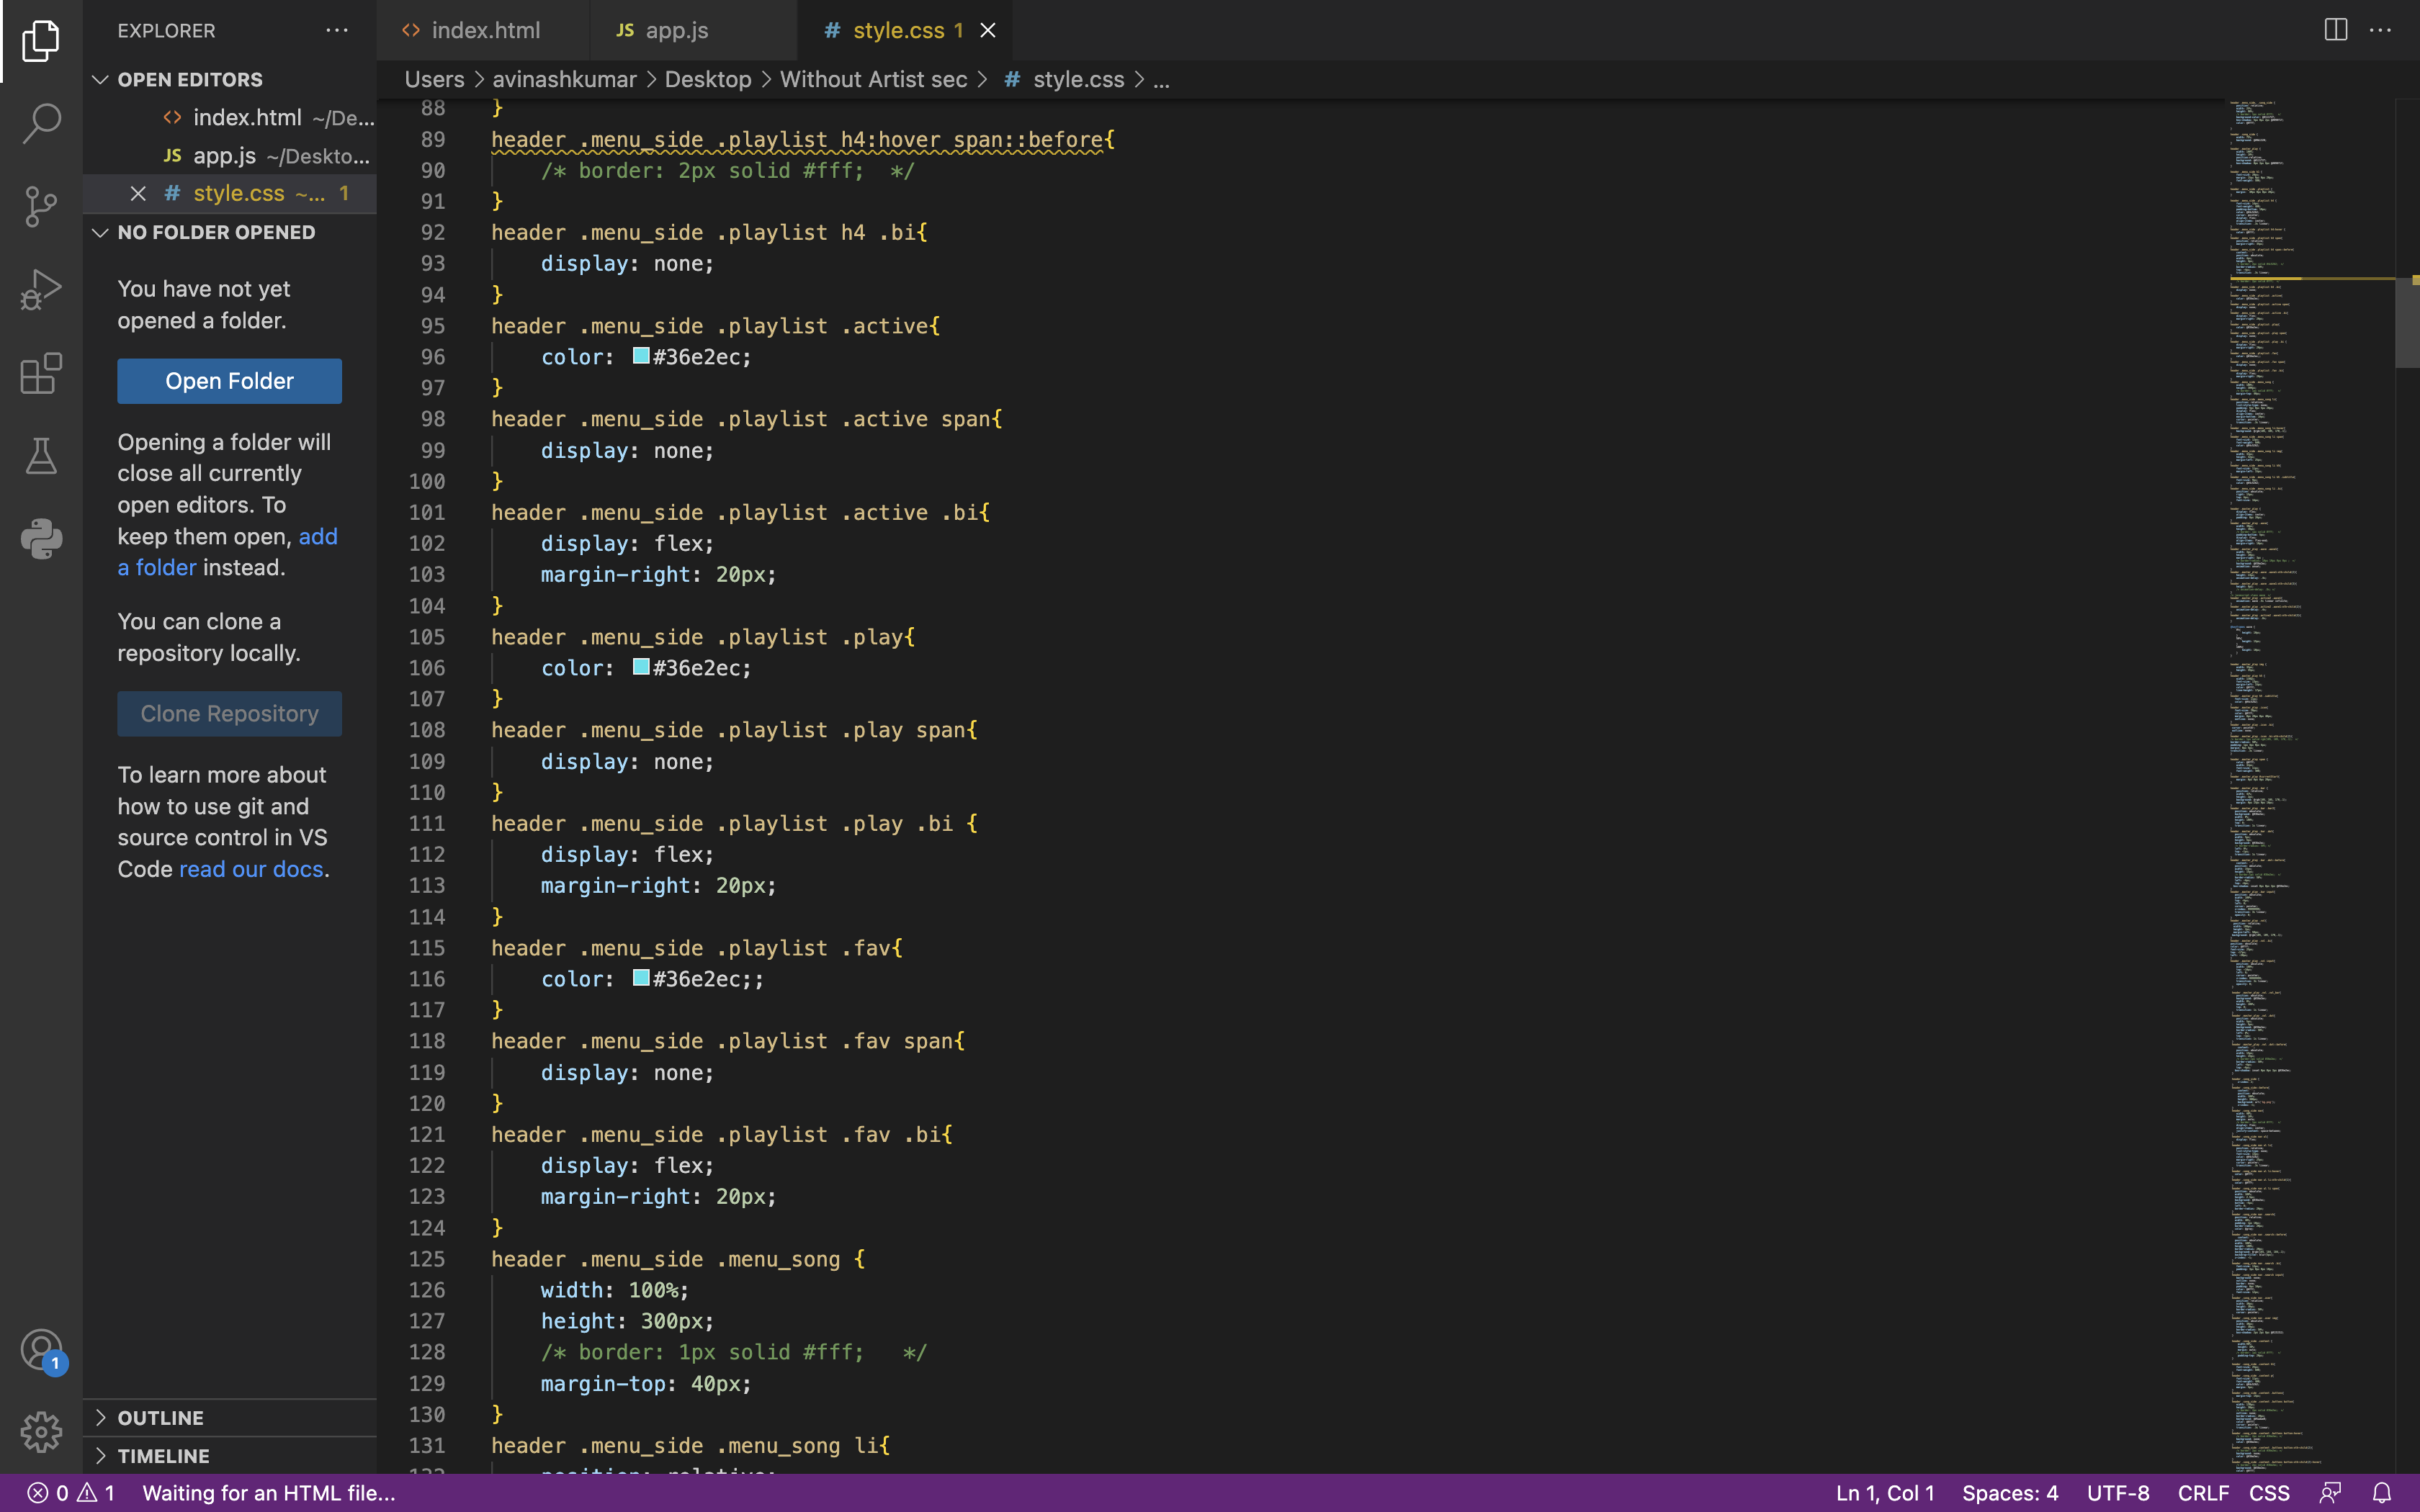 EXPLORER
index.html
JS app.js
# style.css 1
OPEN EDITORS
Users > avinashkumar > Desktop > Without Artist sec > # style.css > ...
index.html ~/De...
JS app.js ~/Deskto...
# style.css ~... 1
NO FOLDER OPENED
You have not yet
opened a folder.
Open Folder
Opening a folder will
close all currently
open editors. To
keep them open, add
a folder instead.
You can clone a
repository locally.
Clone Repository
To learn more about
how to use git and
source control in VS
Code read our docs.
OUTLINE
TIMELINE
1
88 }
89 header .menu_side .playlist h4:hover span::before{
90 /* border: 2px solid #fff;  */
91 }
92 header .menu_side .playlist h4 .bi{
93 display: none;
94 }
95 header .menu_side .playlist .active{
96 color: #36e2ec;
97 }
98 header .menu_side .playlist .active span{
99 display: none;
100 }
101 header .menu_side .playlist .active .bi{
102 display: flex;
103 margin-right: 20px;
104 }
105 header .menu_side .playlist .play{
106 color: #36e2ec;
107 }
108 header .menu_side .playlist .play span{
109 display: none;
110 }
111 header .menu_side .playlist .play .bi {
112 display: flex;
113 margin-right: 20px;
114 }
115 header .menu_side .playlist .fav{
116 color: #36e2ec;;
117 }
118 header .menu_side .playlist .fav span{
119 display: none;
120 }
121 header .menu_side .playlist .fav .bi{
122 display: flex;
123 margin-right: 20px;
124 }
125 header .menu_side .menu_song {
126 width: 100%;
127 height: 300px;
128 /* border: 1px solid #fff;   */
129 margin-top: 40px;
130 }
131 header .menu_side .menu_song li{
132 position: relative;
0 1 Waiting for an HTML file... Ln 1, Col 1 Spaces: 4 UTF-8 CRLF CSS